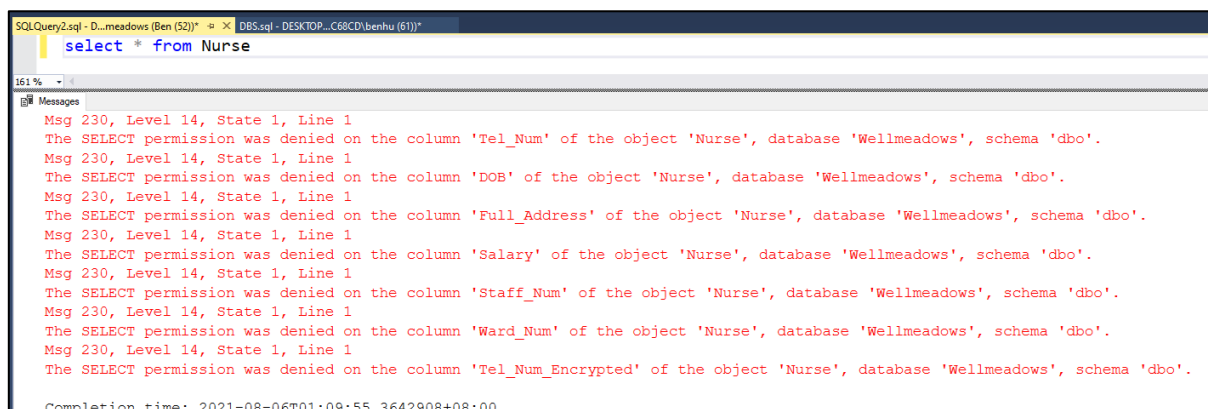 SQLQuery2.sql - D...meadows (Ben (52))* DBS.sql - DESKTOP...C68CD\benhu (61))*
select * from Nurse
161 %
Messages
Msg 230, Level 14, State 1, Line 1
The SELECT permission was denied on the column 'Tel_Num' of the object 'Nurse', database 'Wellmeadows', schema 'dbo'.
Msg 230, Level 14, State 1, Line 1
The SELECT permission was denied on the column 'DOB' of the object 'Nurse', database 'Wellmeadows', schema 'dbo'.
Msg 230, Level 14, State 1, Line 1
The SELECT permission was denied on the column 'Full_Address' of the object 'Nurse', database 'Wellmeadows', schema 'dbo'.
Msg 230, Level 14, State 1, Line 1
The SELECT permission was denied on the column 'Salary' of the object 'Nurse', database 'Wellmeadows', schema 'dbo'.
Msg 230, Level 14, State 1, Line 1
The SELECT permission was denied on the column 'Staff_Num' of the object 'Nurse', database 'Wellmeadows', schema 'dbo'.
Msg 230, Level 14, State 1, Line 1
The SELECT permission was denied on the column 'Ward_Num' of the object 'Nurse', database 'Wellmeadows', schema 'dbo'.
Msg 230, Level 14, State 1, Line 1
The SELECT permission was denied on the column 'Tel_Num_Encrypted' of the object 'Nurse', database 'Wellmeadows', schema 'dbo'.
Completion time: 2021-08-06T01:09:55.3642908+08:00